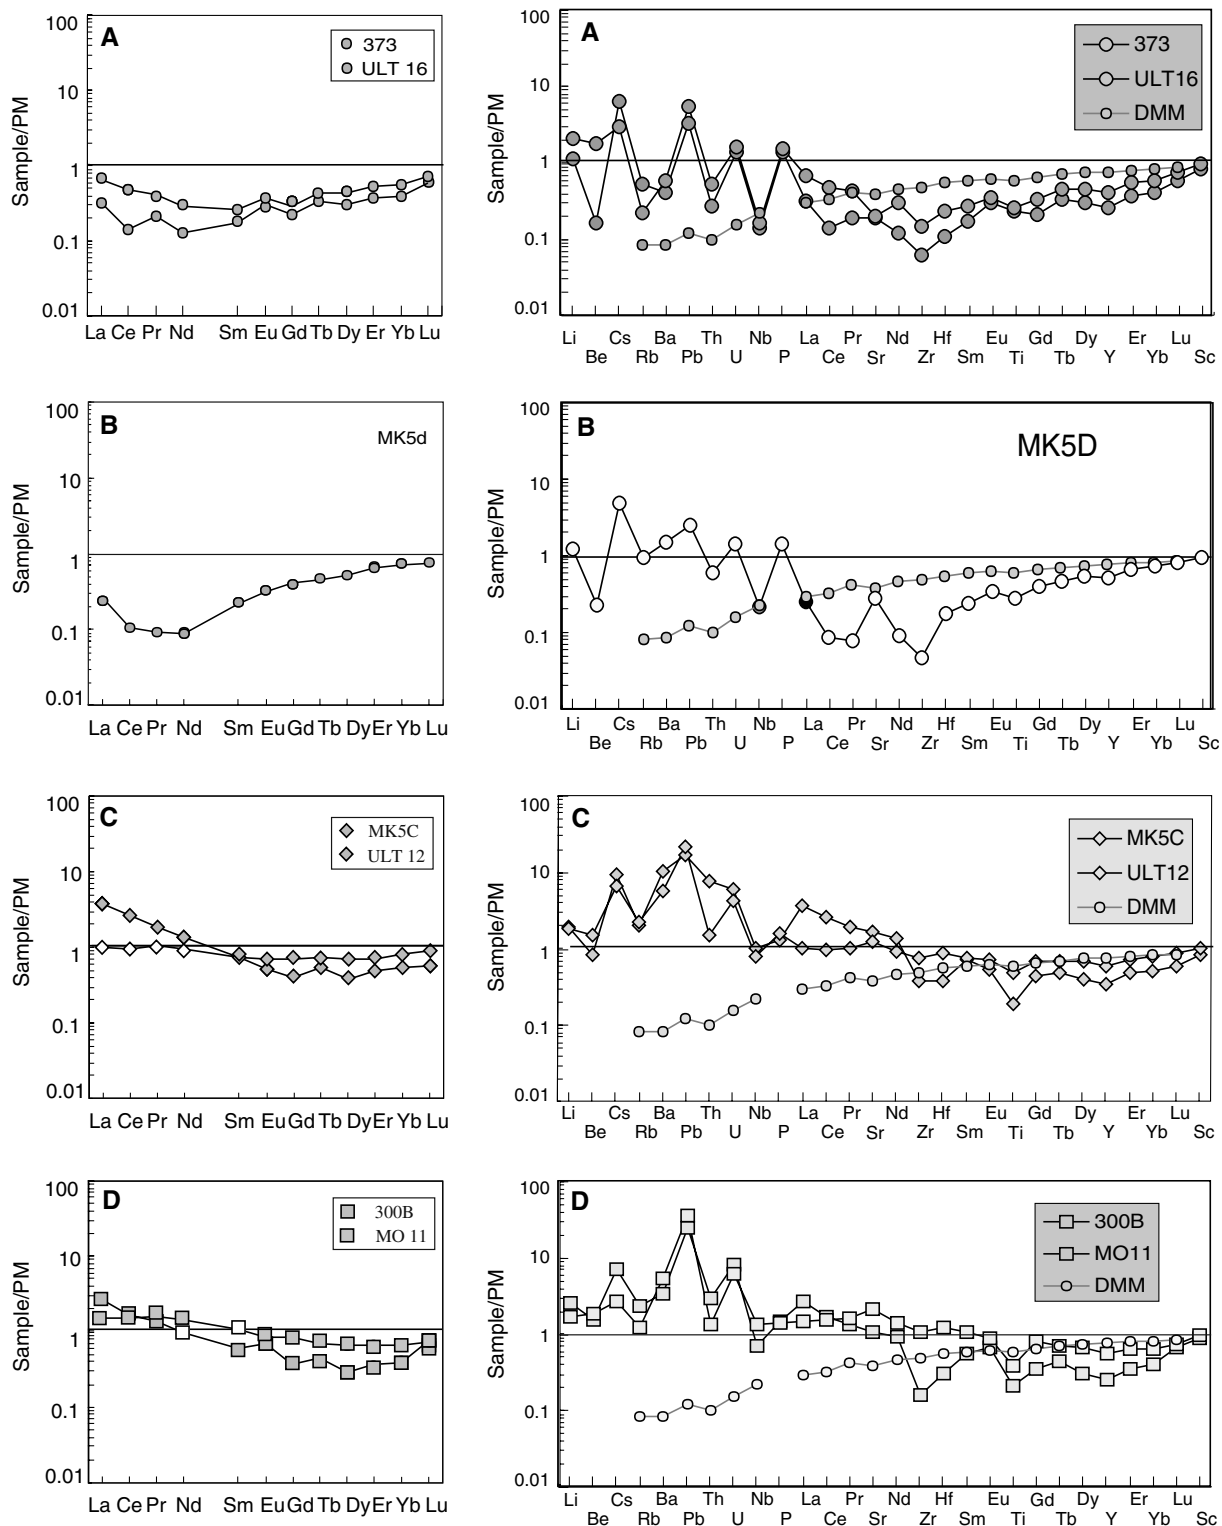 A
373
ULT 16
100
10
1
0.1
0.01
Sample/PM
La Ce Pr Nd Sm Eu Gd Tb Dy Er Yb Lu
A
373
ULT16
DMM
100
10
1
0.1
0.01
Sample/PM
Li Cs Ba Th Nb La Pr Nd Hf Eu Gd Dy Er Lu
Be Rb Pb U P Ce Sr Zr Sm Ti Tb Y Yb Sc
B
MK5d
100
10
1
0.1
0.01
Sample/PM
La Ce Pr Nd Sm Eu Gd Tb Dy Er Yb Lu
B
MK5D
100
10
1
0.1
0.01
Sample/PM
Li Cs Ba Th Nb La Pr Nd Hf Eu Gd Dy Er Lu
Be Rb Pb U P Ce Sr Zr Sm Ti Tb Y Yb Sc
C
MK5C
ULT 12
100
10
1
0.1
0.01
Sample/PM
La Ce Pr Nd Sm Eu Gd Tb Dy Er Yb Lu
C
MK5C
ULT12
DMM
100
10
1
0.1
0.01
Sample/PM
Li Cs Ba Th Nb La Pr Nd Hf Eu Gd Dy Er Lu
Be Rb Pb U P Ce Sr Zr Sm Ti Tb Y Yb Sc
D
300B
MO 11
100
10
1
0.1
0.01
Sample/PM
La Ce Pr Nd Sm Eu Gd Tb Dy Er Yb Lu
D
300B
MO11
DMM
100
10
1
0.1
0.01
Sample/PM
Li Cs Ba Th Nb La Pr Nd Hf Eu Gd Dy Er Lu
Be Rb Pb U P Ce Sr Zr Sm Ti Tb Y Yb Sc